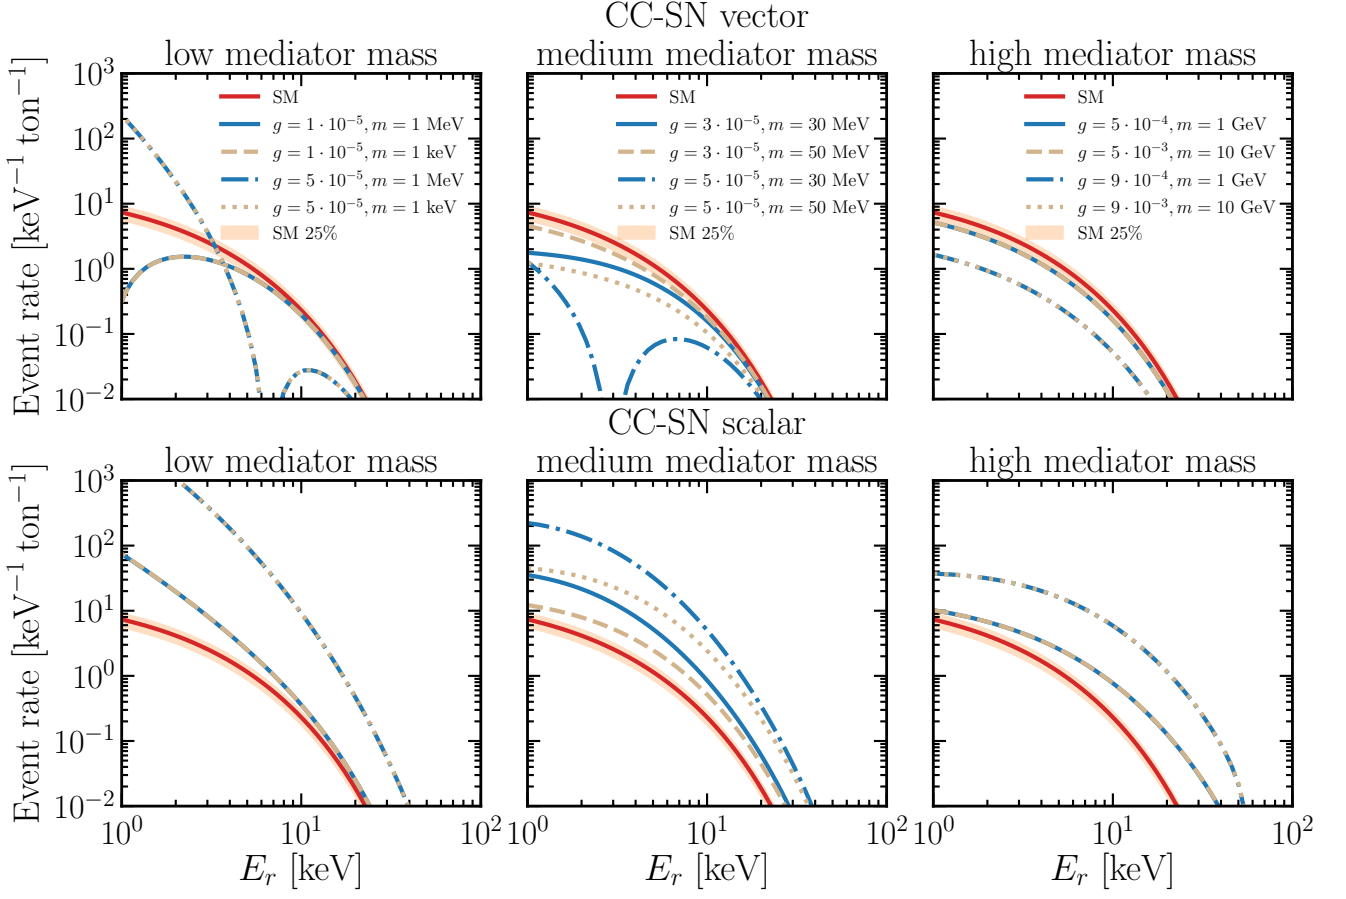 CC-SN vector
low mediator mass
medium mediator mass
high mediator mass
Event rate [keV⁻¹ ton⁻¹]
10³
10²
10¹
10⁰
10⁻¹
10⁻²
SM
g = 1 · 10⁻⁵, m = 1 MeV
g = 1 · 10⁻⁵, m = 1 keV
g = 5 · 10⁻⁵, m = 1 MeV
g = 5 · 10⁻⁵, m = 1 keV
SM 25%
SM
g = 3 · 10⁻⁵, m = 30 MeV
g = 3 · 10⁻⁵, m = 50 MeV
g = 5 · 10⁻⁵, m = 30 MeV
g = 5 · 10⁻⁵, m = 50 MeV
SM 25%
SM
g = 5 · 10⁻⁴, m = 1 GeV
g = 5 · 10⁻³, m = 10 GeV
g = 9 · 10⁻⁴, m = 1 GeV
g = 9 · 10⁻³, m = 10 GeV
SM 25%
CC-SN scalar
low mediator mass
medium mediator mass
high mediator mass
Event rate [keV⁻¹ ton⁻¹]
10³
10²
10¹
10⁰
10⁻¹
10⁻²
10⁰ 10¹ 10² 10⁰ 10¹ 10² 10⁰ 10¹ 10²
E_r [keV]
E_r [keV]
E_r [keV]